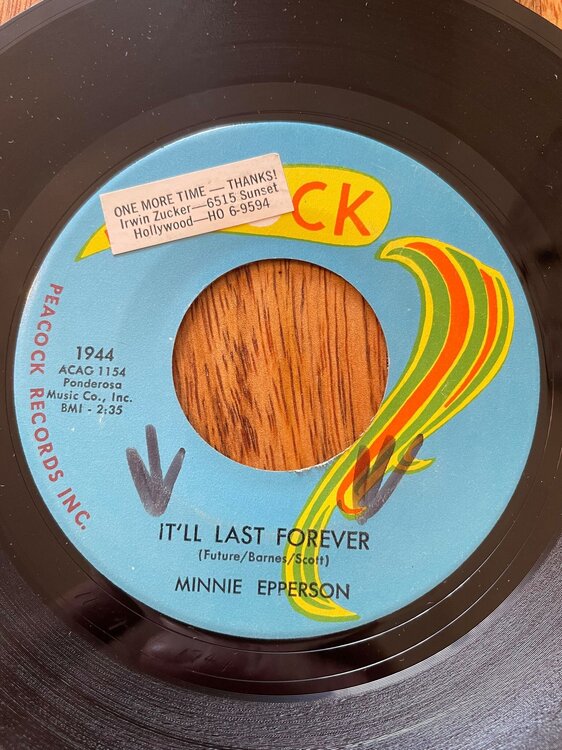 ONE MORE TIME — THANKS!
Irwin Zucker—6515 Sunset
Hollywood—HO 6-9594
OCK
PEACOCK RECORDS INC.
1944
ACAG 1154
Ponderosa
Music Co., Inc.
BMI - 2:35
IT'LL LAST FOREVER
(Future/Barnes/Scott)
MINNIE EPPERSON